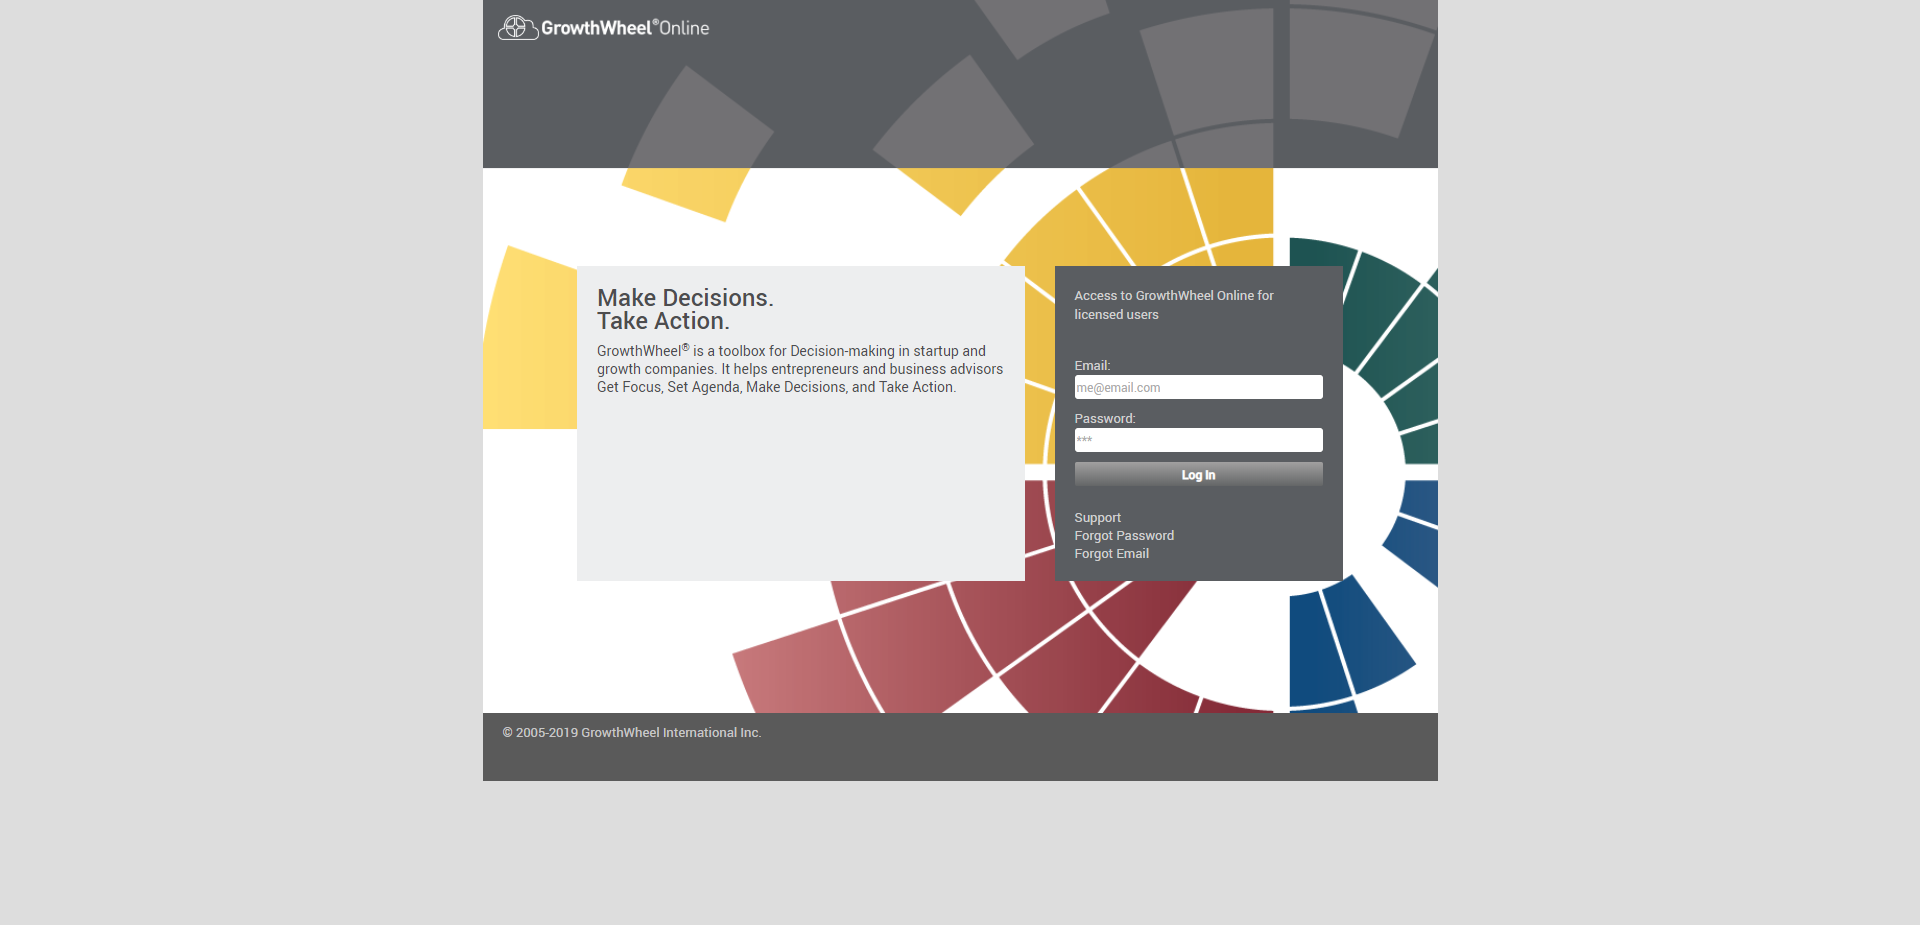 GrowthWheel®Online
Make Decisions.
Take Action.
GrowthWheel® is a toolbox for Decision-making in startup and
growth companies. It helps entrepreneurs and business advisors
Get Focus, Set Agenda, Make Decisions, and Take Action.
Access to GrowthWheel Online for
licensed users
Email:
me@email.com
Password:
***
Log In
Support
Forgot Password
Forgot Email
© 2005-2019 GrowthWheel International Inc.